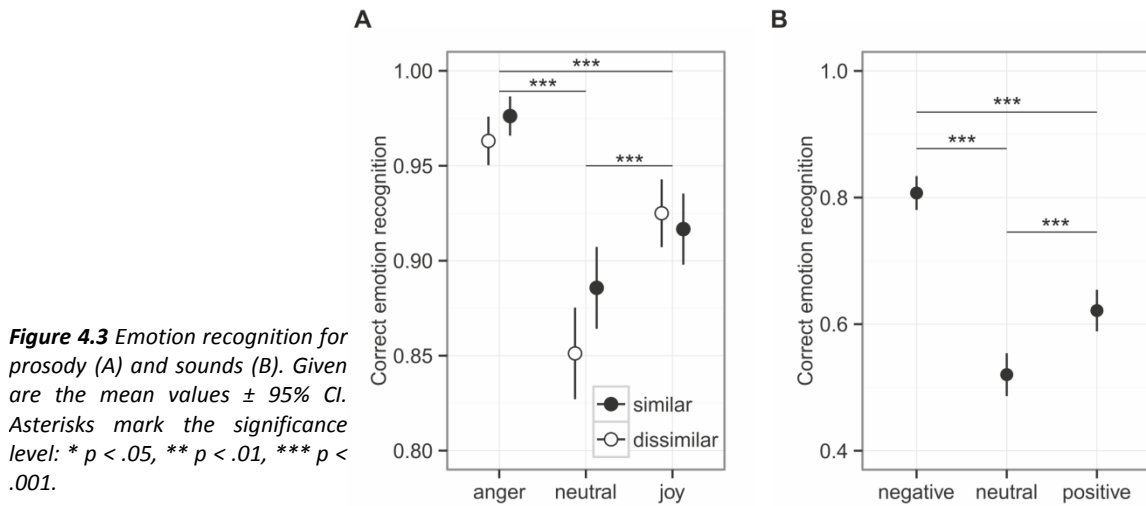 A
Correct emotion recognition
1.00
0.95
0.90
0.85
0.80
***
***
***
similar
dissimilar
anger neutral joy
B
Correct emotion recognition
1.0
0.8
0.6
0.4
***
***
***
negative neutral positive
Figure 4.3 Emotion recognition for
prosody (A) and sounds (B). Given
are the mean values ± 95% CI.
Asterisks mark the significance
level: * p < .05, ** p < .01, *** p <
.001.